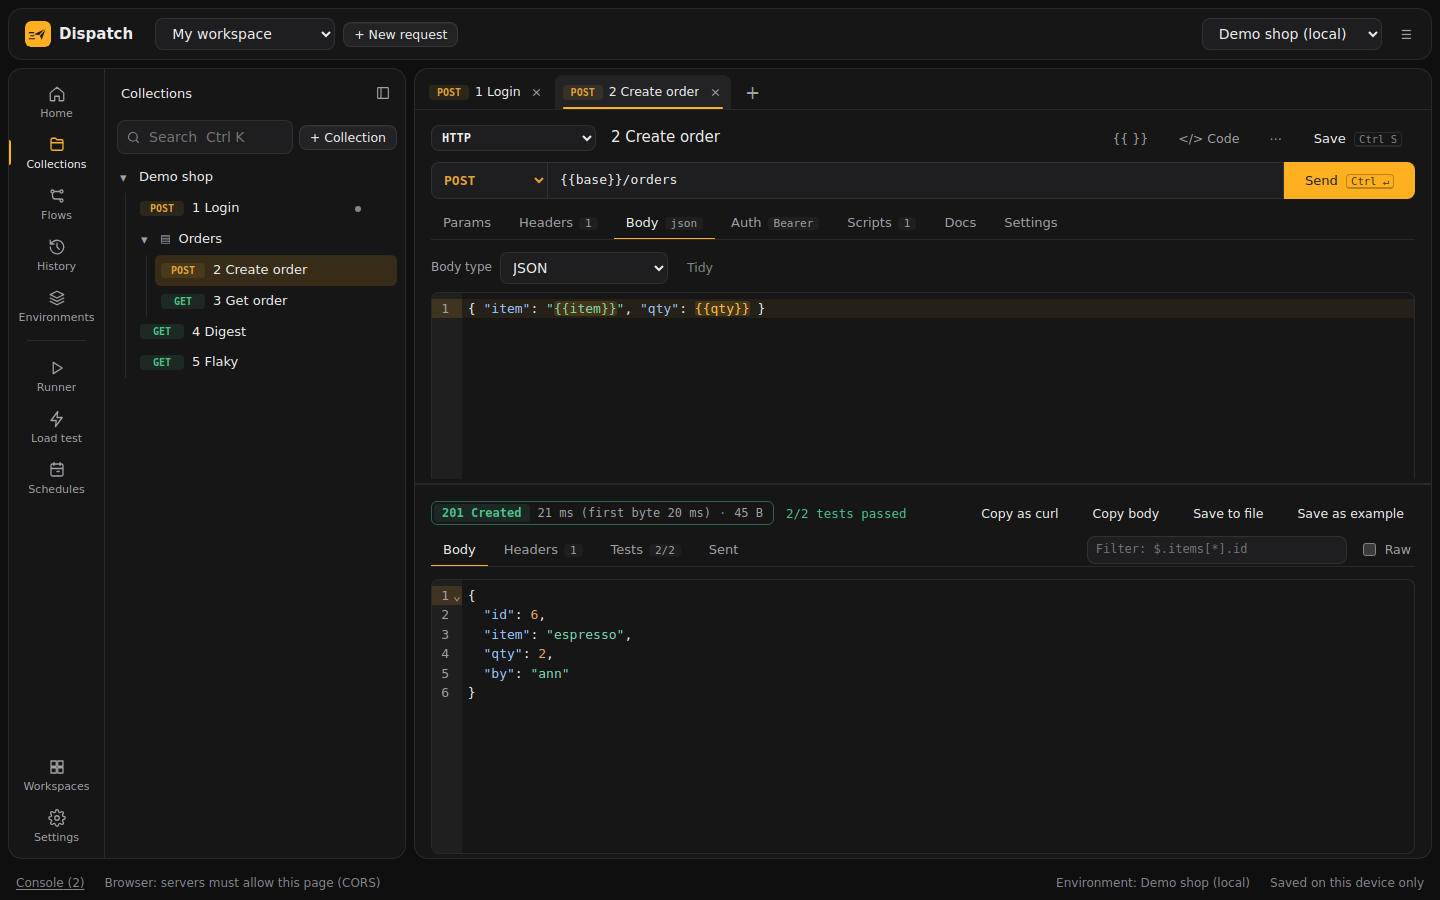 Dispatch
My workspace
+ New request
Demo shop (local)
Home
Collections
Flows
History
Environments
Runner
Load test
Schedules
Workspaces
Settings
Collections
Search Ctrl K
+ Collection
Demo shop
POST 1 Login
Orders
POST 2 Create order
GET 3 Get order
GET 4 Digest
GET 5 Flaky
POST 1 Login ×
POST 2 Create order ×
+
HTTP
2 Create order
{{ }}
</> Code
···
Save Ctrl S
POST
{{base}}/orders
Send Ctrl ↵
Params
Headers 1
Body json
Auth Bearer
Scripts 1
Docs
Settings
Body type
JSON
Tidy
1 { "item": "{{item}}", "qty": {{qty}} }
201 Created 21 ms (first byte 20 ms) · 45 B
2/2 tests passed
Copy as curl
Copy body
Save to file
Save as example
Body
Headers 1
Tests 2/2
Sent
Filter: $.items[*].id
Raw
1 {
2 "id": 6,
3 "item": "espresso",
4 "qty": 2,
5 "by": "ann"
6 }
Console (2)
Browser: servers must allow this page (CORS)
Environment: Demo shop (local)
Saved on this device only